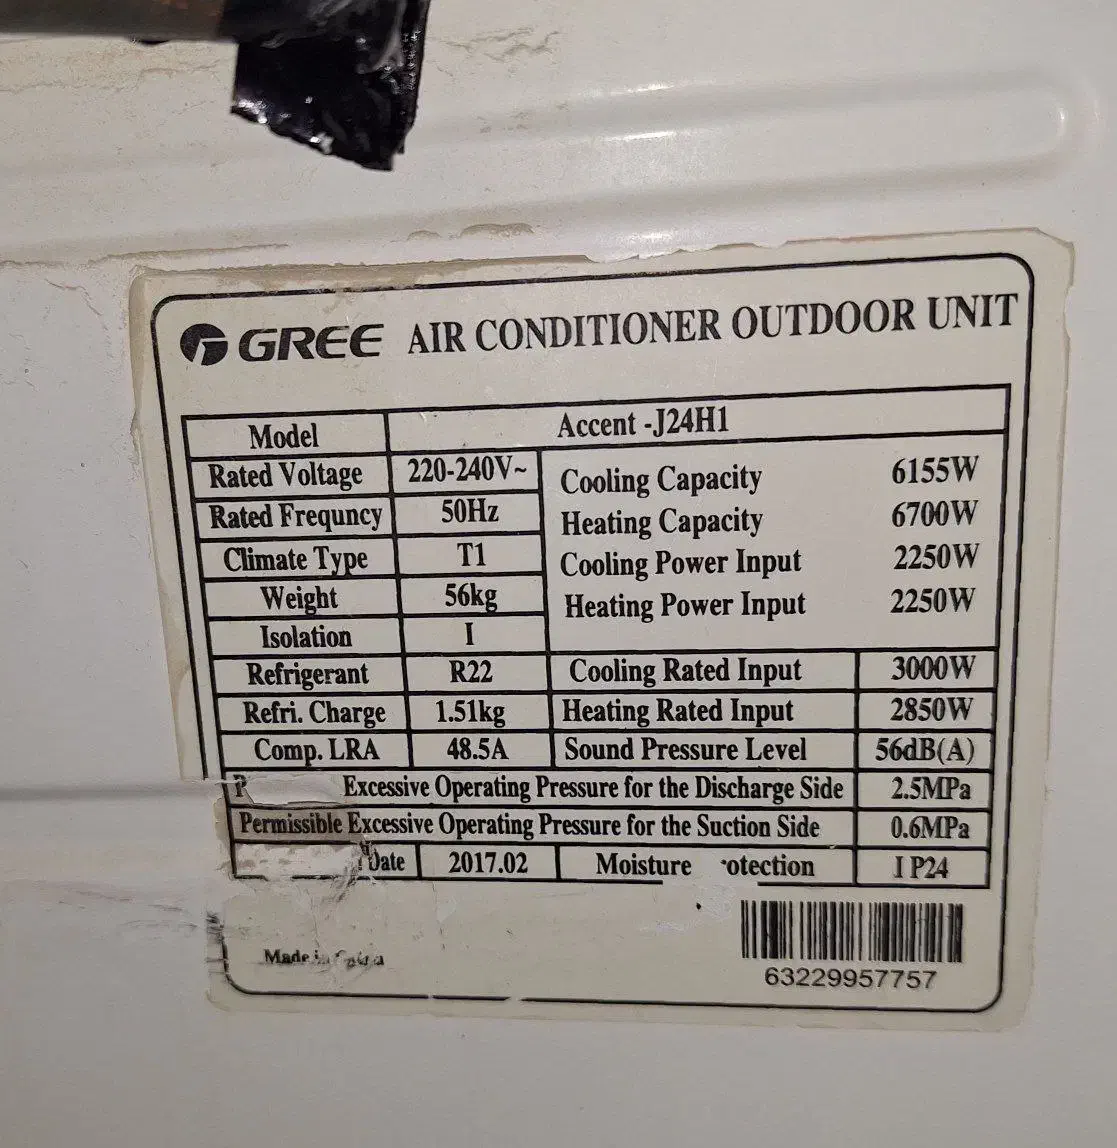 GREE AIR CONDITIONER OUTDOOR UNIT
Model Accent -J24H1
Rated Voltage 220-240V~ Cooling Capacity 6155W
Rated Frequncy 50Hz Heating Capacity 6700W
Climate Type T1 Cooling Power Input 2250W
Weight 56kg Heating Power Input 2250W
Isolation I
Refrigerant R22 Cooling Rated Input 3000W
Refri. Charge 1.51kg Heating Rated Input 2850W
Comp. LRA 48.5A Sound Pressure Level 56dB(A)
Excessive Operating Pressure for the Discharge Side 2.5MPa
Permissible Excessive Operating Pressure for the Suction Side 0.6MPa
Date 2017.02 Moisture otection IP24
Made in
63229957757